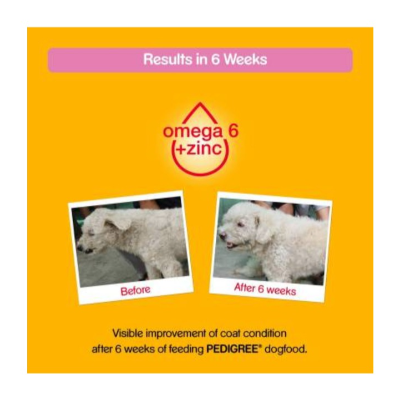 Results in 6 Weeks
omega 6
+zinc
Before
After 6 weeks
Visible improvement of coat condition
after 6 weeks of feeding PEDIGREE® dogfood.